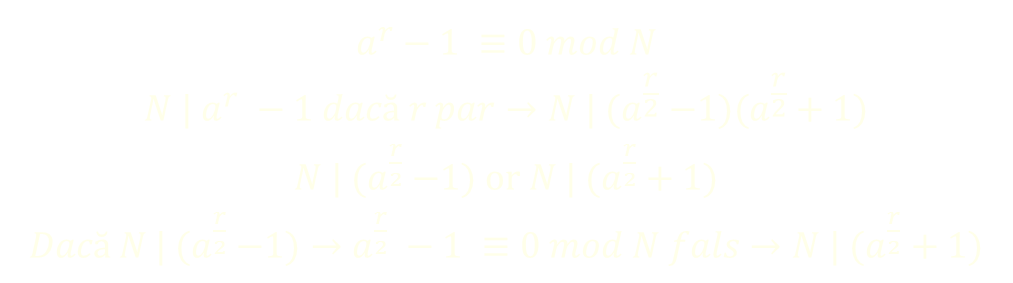 a^r − 1 ≡ 0 mod N
N | a^r − 1 dacă r par → N | (a^{r/2} − 1)(a^{r/2} + 1)
N | (a^{r/2} − 1) or N | (a^{r/2} + 1)
Dacă N | (a^{r/2} − 1) → a^{r/2} − 1 ≡ 0 mod N fals → N | (a^{r/2} + 1)